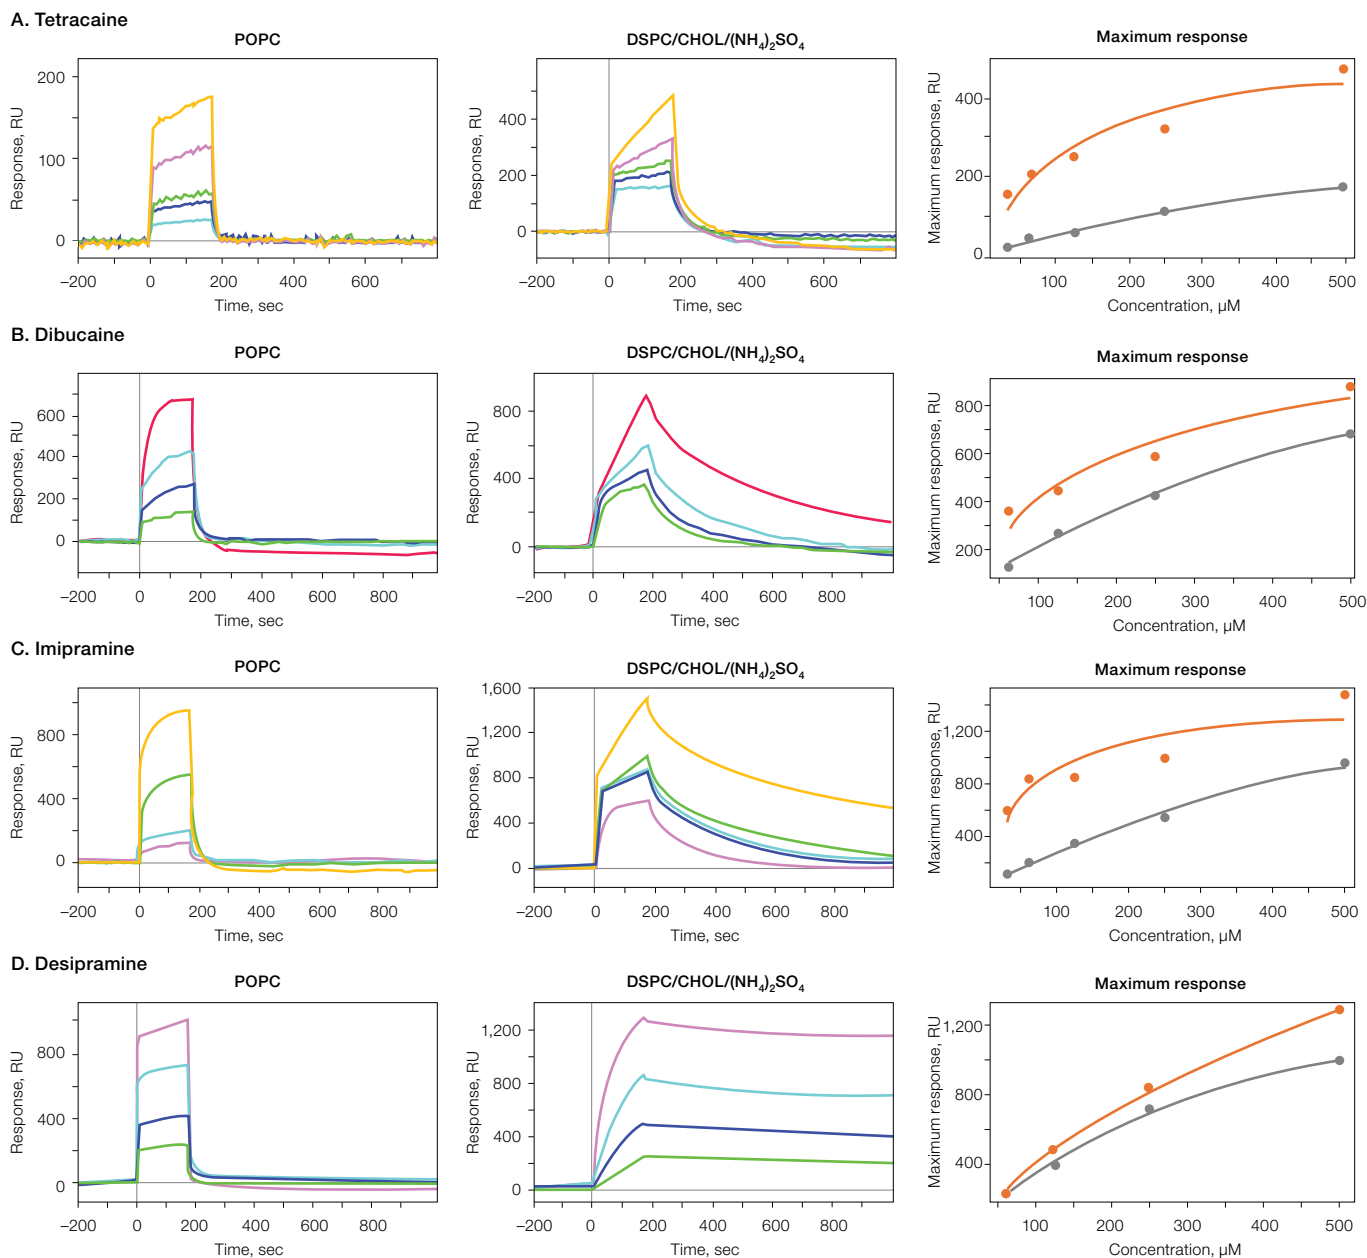 A. Tetracaine
POPC
DSPC/CHOL/(NH₄)₂SO₄
Maximum response
Response, RU
200
100
0
−200
0
200
400
600
Time, sec
Response, RU
400
200
0
−200
0
200
400
600
Time, sec
Maximum response, RU
400
200
0
100
200
300
400
500
Concentration, µM
B. Dibucaine
POPC
DSPC/CHOL/(NH₄)₂SO₄
Maximum response
Response, RU
600
400
200
0
−200
0
200
400
600
800
Time, sec
Response, RU
800
400
0
−200
0
200
400
600
800
Time, sec
Maximum response, RU
800
600
400
200
100
200
300
400
500
Concentration, µM
C. Imipramine
POPC
DSPC/CHOL/(NH₄)₂SO₄
Maximum response
Response, RU
800
400
0
−200
0
200
400
600
800
Time, sec
Response, RU
1,600
1,200
800
400
0
−200
0
200
400
600
800
Time, sec
Maximum response, RU
1,200
800
400
100
200
300
400
500
Concentration, µM
D. Desipramine
POPC
DSPC/CHOL/(NH₄)₂SO₄
Maximum response
Response, RU
800
400
0
−200
0
200
400
600
800
Time, sec
Response, RU
1,200
800
400
0
−200
0
200
400
600
800
Time, sec
Maximum response, RU
1,200
800
400
100
200
300
400
500
Concentration, µM